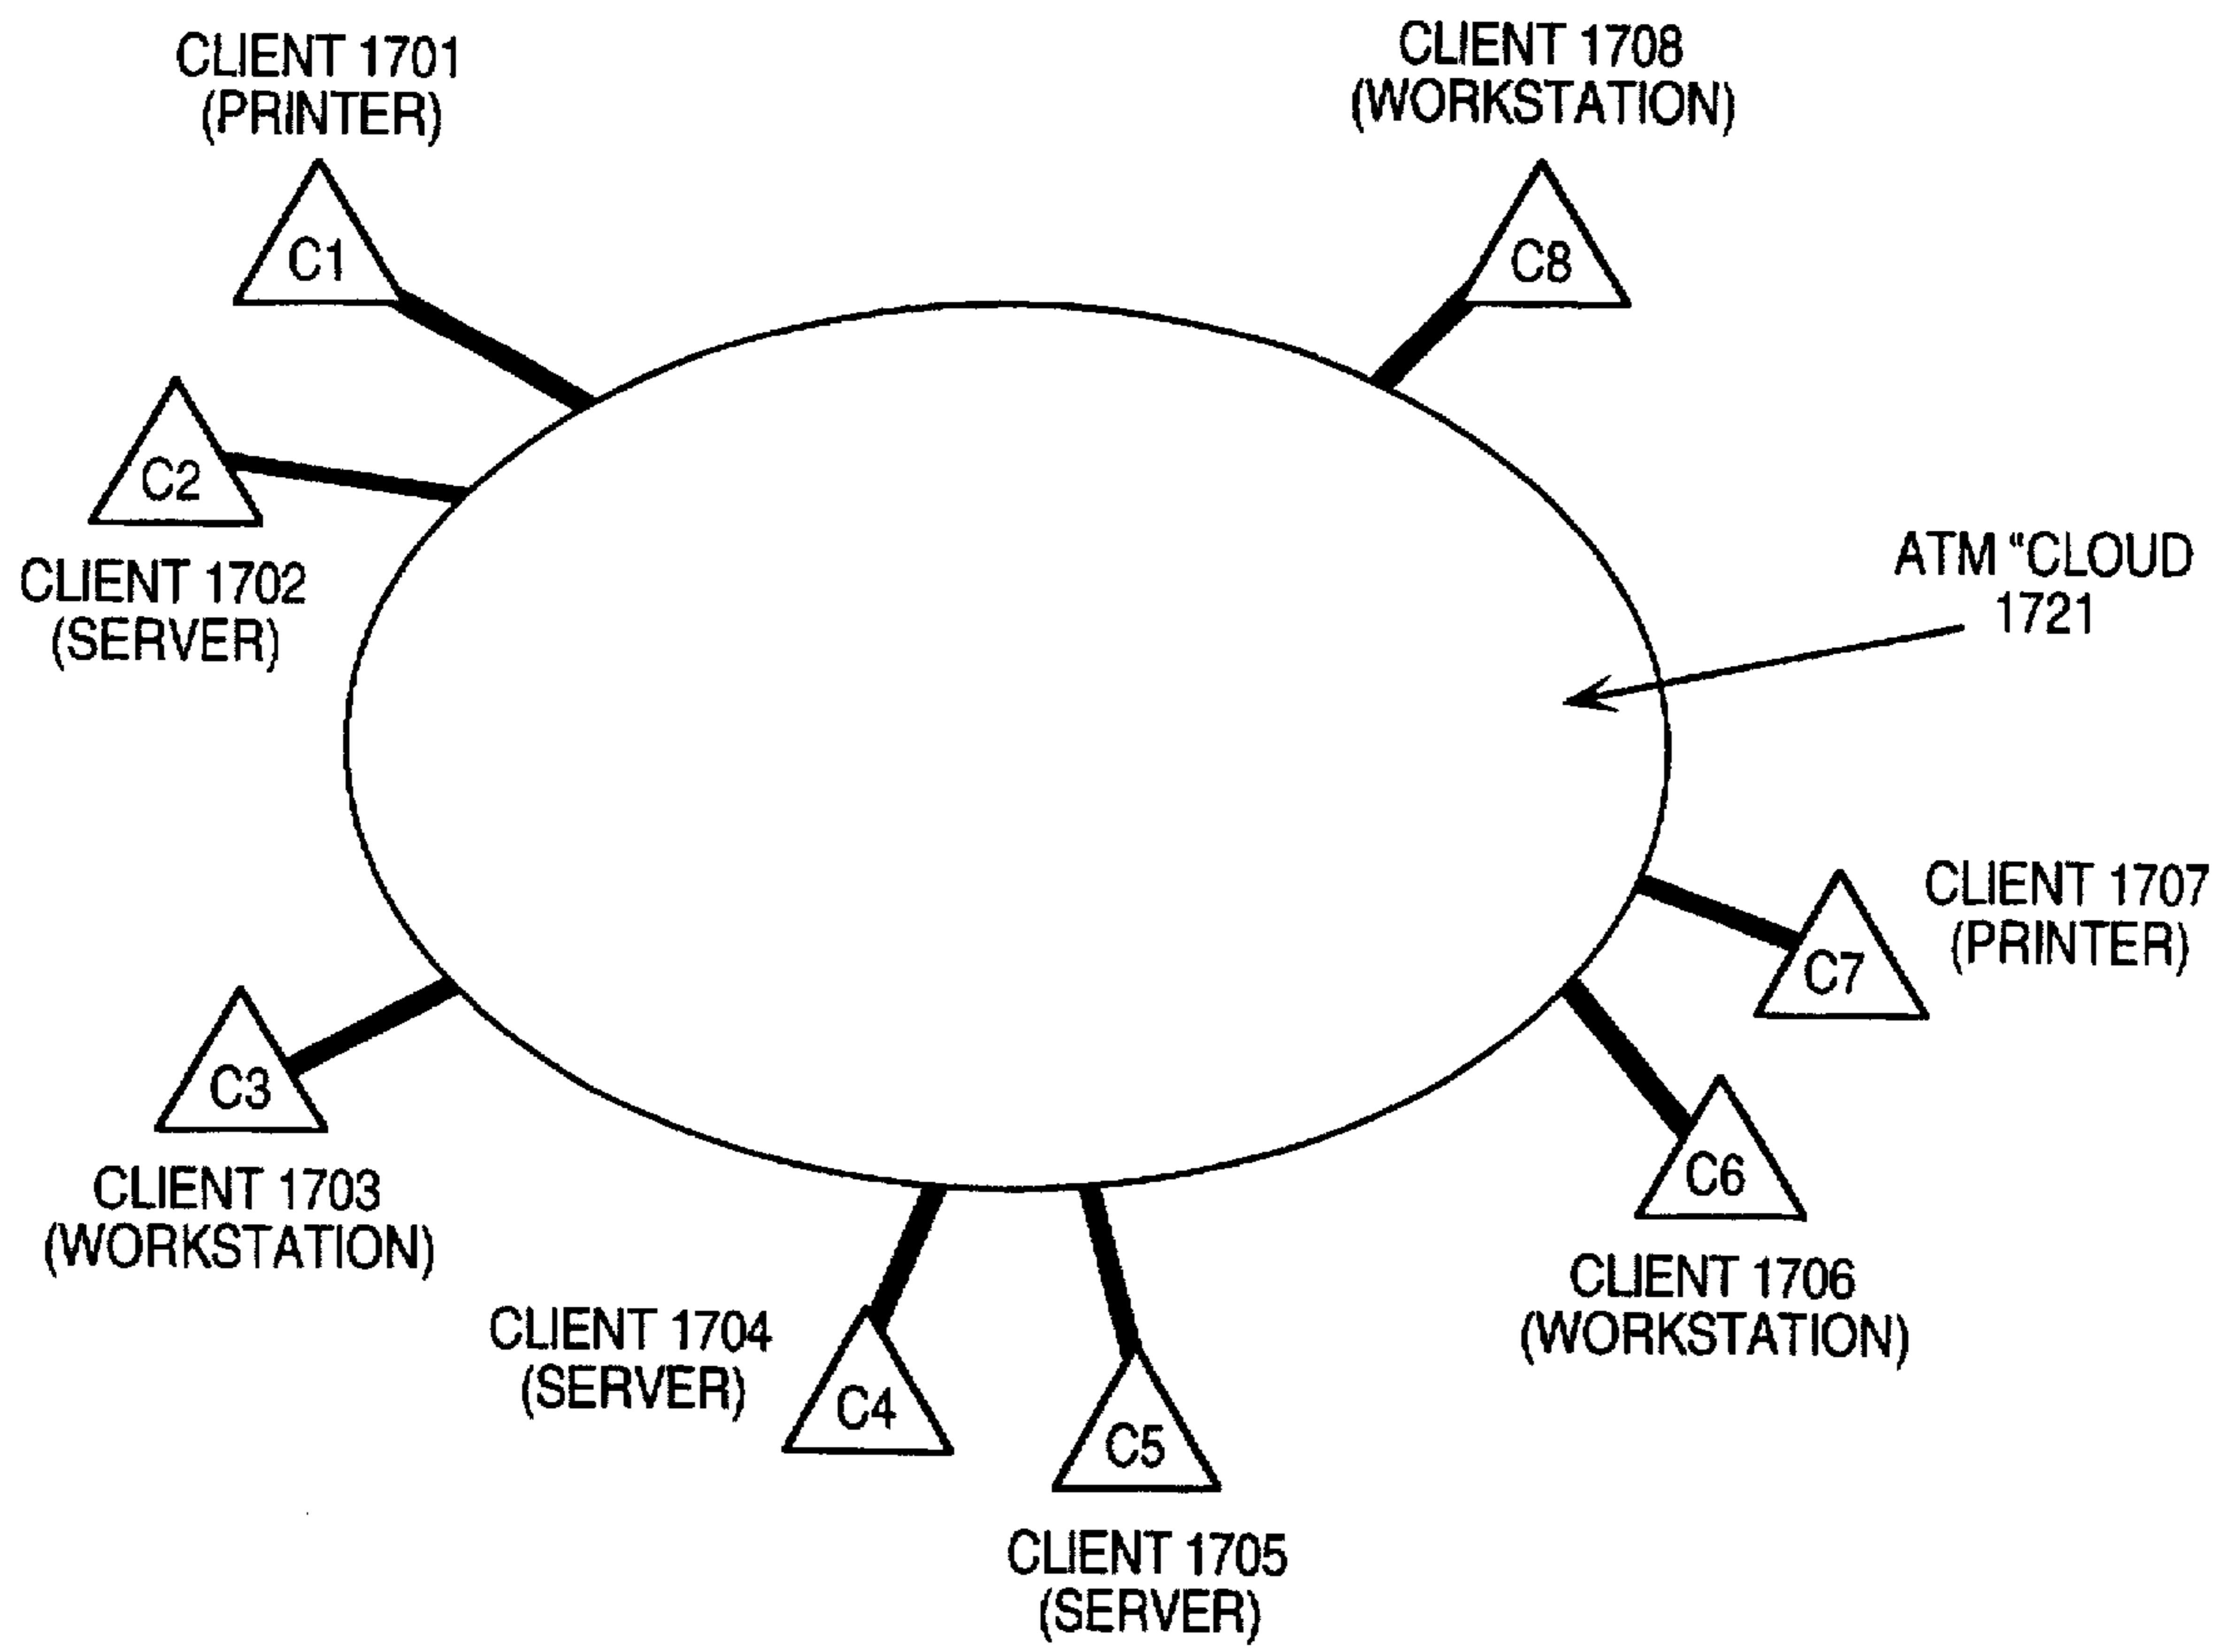 CLIENT 1701
(PRINTER)
C1
CLIENT 1708
(WORKSTATION)
C8
C2
CLIENT 1702
(SERVER)
ATM “CLOUD
1721
CLIENT 1707
(PRINTER)
C7
C3
CLIENT 1703
(WORKSTATION)
C6
CLIENT 1706
(WORKSTATION)
CLIENT 1704
(SERVER)
C4
C5
CLIENT 1705
(SERVER)